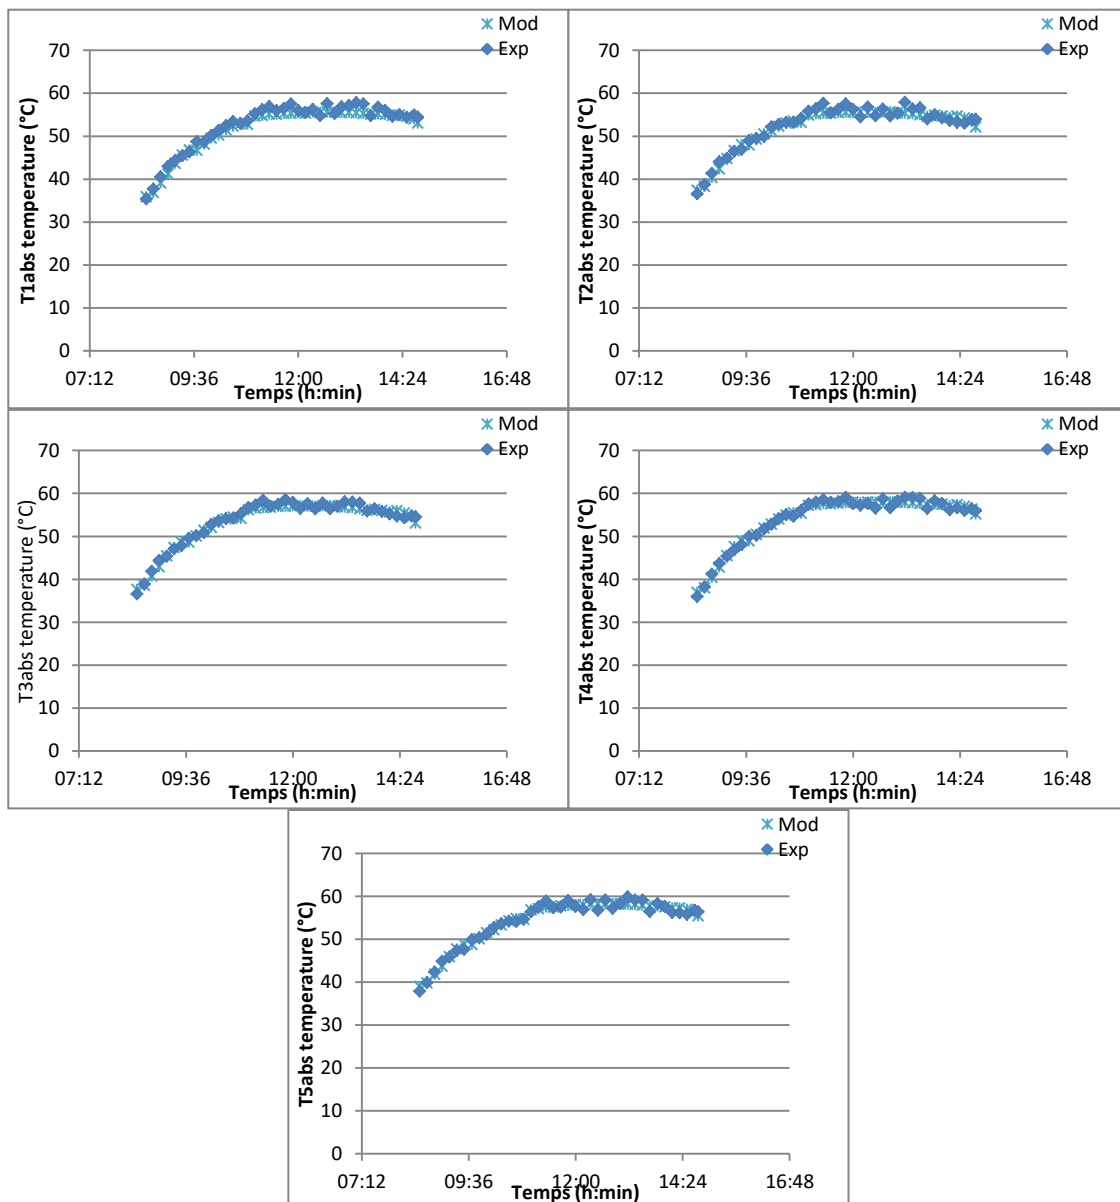 Mod
Exp
70
60
50
40
30
20
10
0
T1abs temperature (°C)
07:12 09:36 12:00 14:24 16:48
Temps (h:min)
Mod
Exp
70
60
50
40
30
20
10
0
T2abs temperature (°C)
07:12 09:36 12:00 14:24 16:48
Temps (h:min)
Mod
Exp
70
60
50
40
30
20
10
0
T3abs temperature (°C)
07:12 09:36 12:00 14:24 16:48
Temps (h:min)
Mod
Exp
70
60
50
40
30
20
10
0
T4abs temperature (°C)
07:12 09:36 12:00 14:24 16:48
Temps (h:min)
Mod
Exp
70
60
50
40
30
20
10
0
T5abs temperature (°C)
07:12 09:36 12:00 14:24 16:48
Temps (h:min)